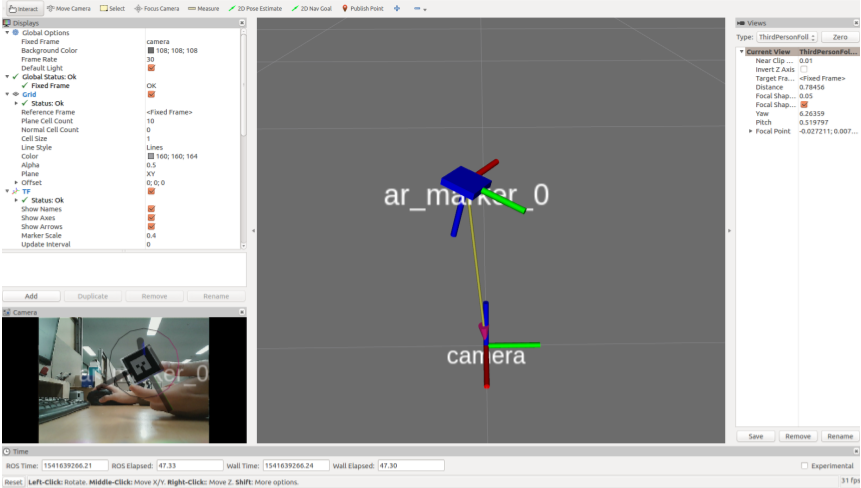 Interact Move Camera Select Focus Camera Measure 2D Pose Estimate 2D Nav Goal Publish Point
Displays
Global Options
Fixed Frame camera
Background Color 108; 108; 108
Frame Rate 30
Default Light
Global Status: Ok
Fixed Frame OK
Grid
Status: Ok
Reference Frame <Fixed Frame>
Plane Cell Count 10
Normal Cell Count 0
Cell Size 1
Line Style Lines
Color 160; 160; 164
Alpha 0.5
Plane XY
Offset 0; 0; 0
TF
Status: Ok
Show Names
Show Axes
Show Arrows
Marker Scale 0.4
Update Interval 0
Add Duplicate Remove Rename
Camera
ar_marker_0
camera
Views
Type: ThirdPersonFoll Zero
Current View ThirdPersonFol...
Near Clip ... 0.01
Invert Z Axis
Target Fra... <Fixed Frame>
Distance 0.78456
Focal Shap... 0.05
Focal Shap...
Yaw 6.26359
Pitch 0.519797
Focal Point -0.027211; 0.007...
Save Remove Rename
Time
ROS Time: 1541639266.21 ROS Elapsed: 47.33 Wall Time: 1541639266.24 Wall Elapsed: 47.30 Experimental
Reset Left-Click: Rotate. Middle-Click: Move X/Y. Right-Click: Move Z. Shift: More options. 31 fps